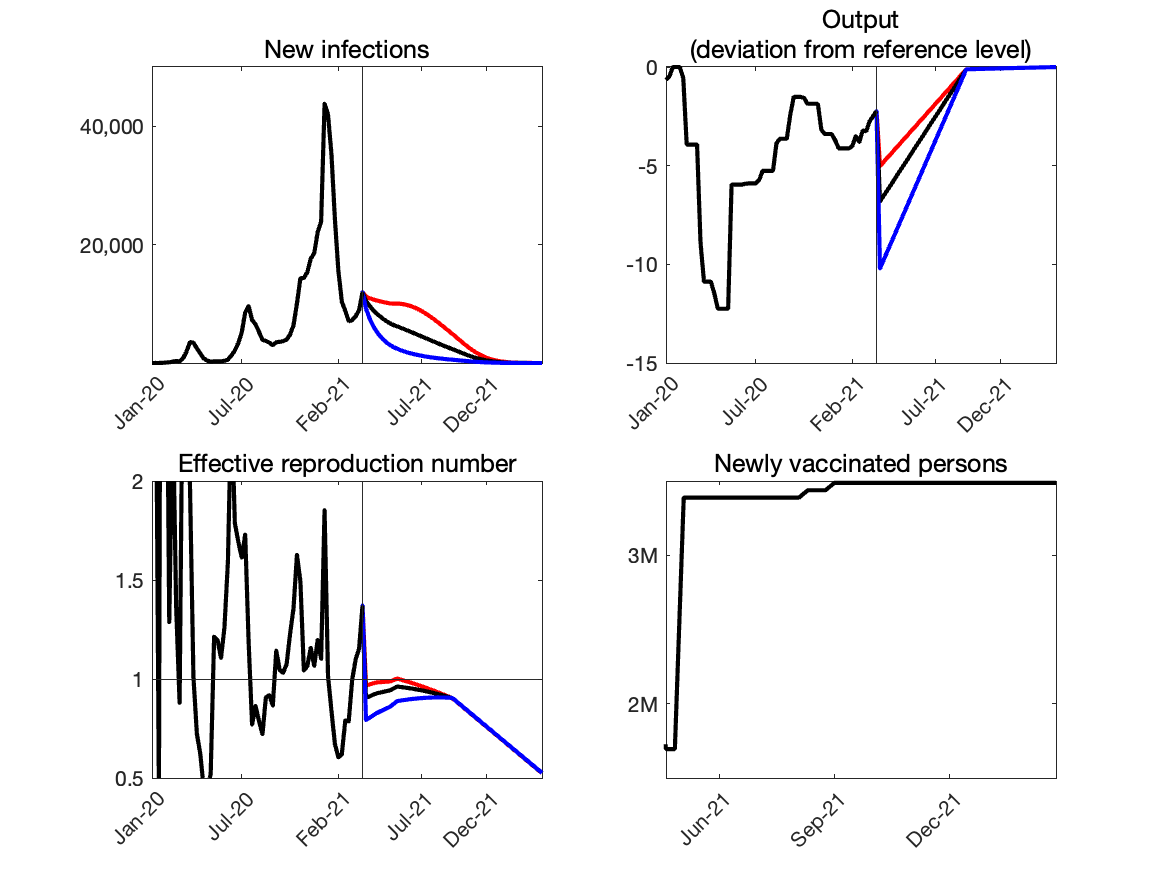 New infections
40,000
20,000
Jan-20
Jul-20
Feb-21
Jul-21
Dec-21
Output
(deviation from reference level)
0
-5
-10
-15
Jan-20
Jul-20
Feb-21
Jul-21
Dec-21
Effective reproduction number
2
1.5
1
0.5
Jan-20
Jul-20
Feb-21
Jul-21
Dec-21
Newly vaccinated persons
3M
2M
Jun-21
Sep-21
Dec-21